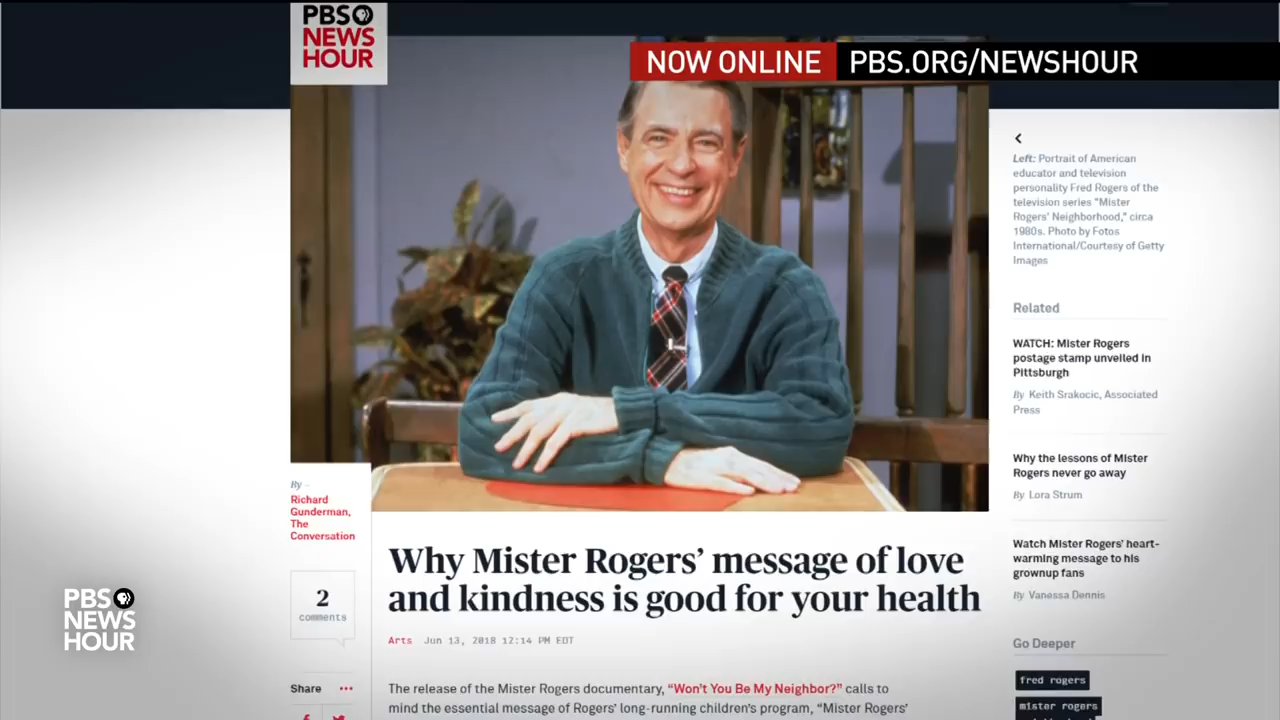 PBS
NEWS
HOUR
NOW ONLINE
PBS.ORG/NEWSHOUR
Left: Portrait of American
educator and television
personality Fred Rogers of the
television series "Mister
Rogers' Neighborhood," circa
1980s. Photo by Fotos
International/Courtesy of Getty
Images
Related
WATCH: Mister Rogers
postage stamp unveiled in
Pittsburgh
By Keith Srakocic, Associated
Press
Why the lessons of Mister
Rogers never go away
By Lora Strum
Watch Mister Rogers' heart-
warming message to his
grownup fans
By Vanessa Dennis
Go Deeper
fred rogers
mister rogers
By –
Richard
Gunderman,
The
Conversation
2
comments
Share
Why Mister Rogers’ message of love
and kindness is good for your health
Arts Jun 13, 2018 12:14 PM EDT
The release of the Mister Rogers documentary, “Won’t You Be My Neighbor?” calls to
mind the essential message of Rogers’ long-running children’s program, “Mister Rogers’
PBS
NEWS
HOUR